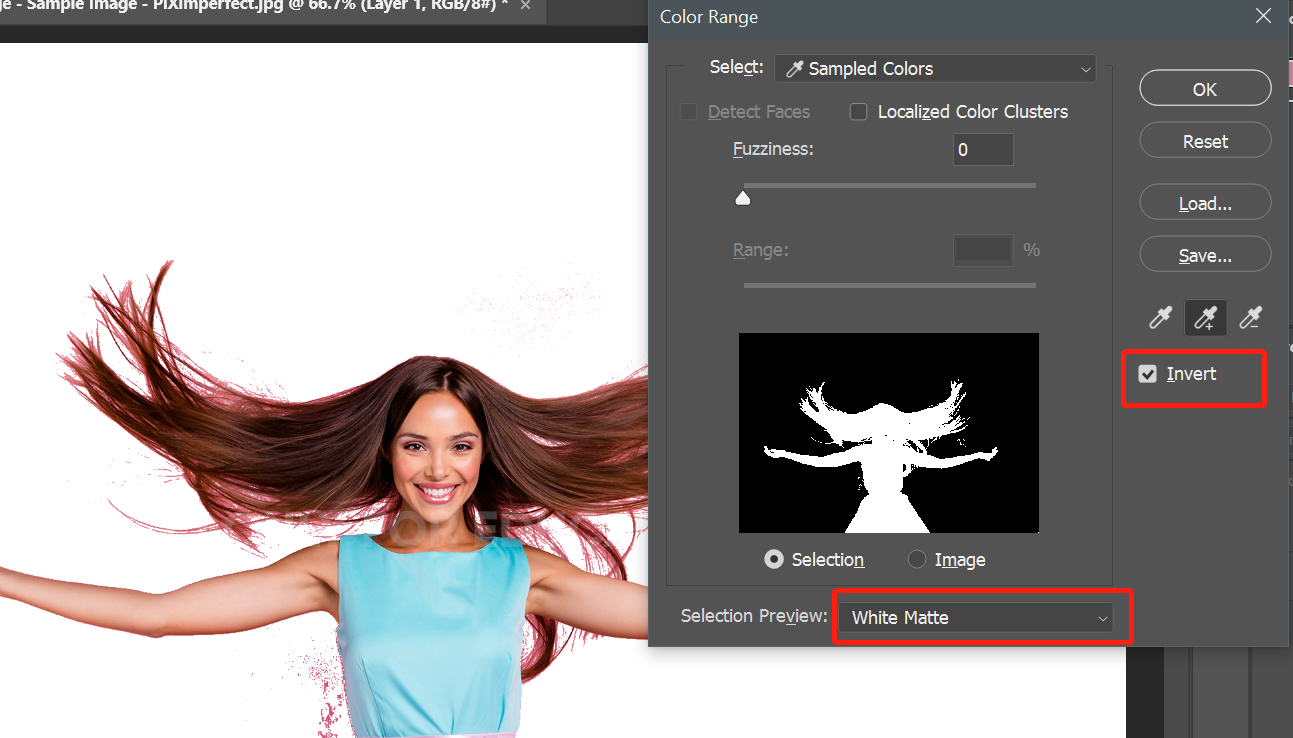 ge - Sample Image - PiXimperfect.jpg @ 66.7% (Layer 1, RGB/8#) * ×
Color Range
Select: Sampled Colors
Detect Faces Localized Color Clusters
Fuzziness: 0
Range: %
Selection Image
Selection Preview: White Matte
OK
Reset
Load...
Save...
Invert